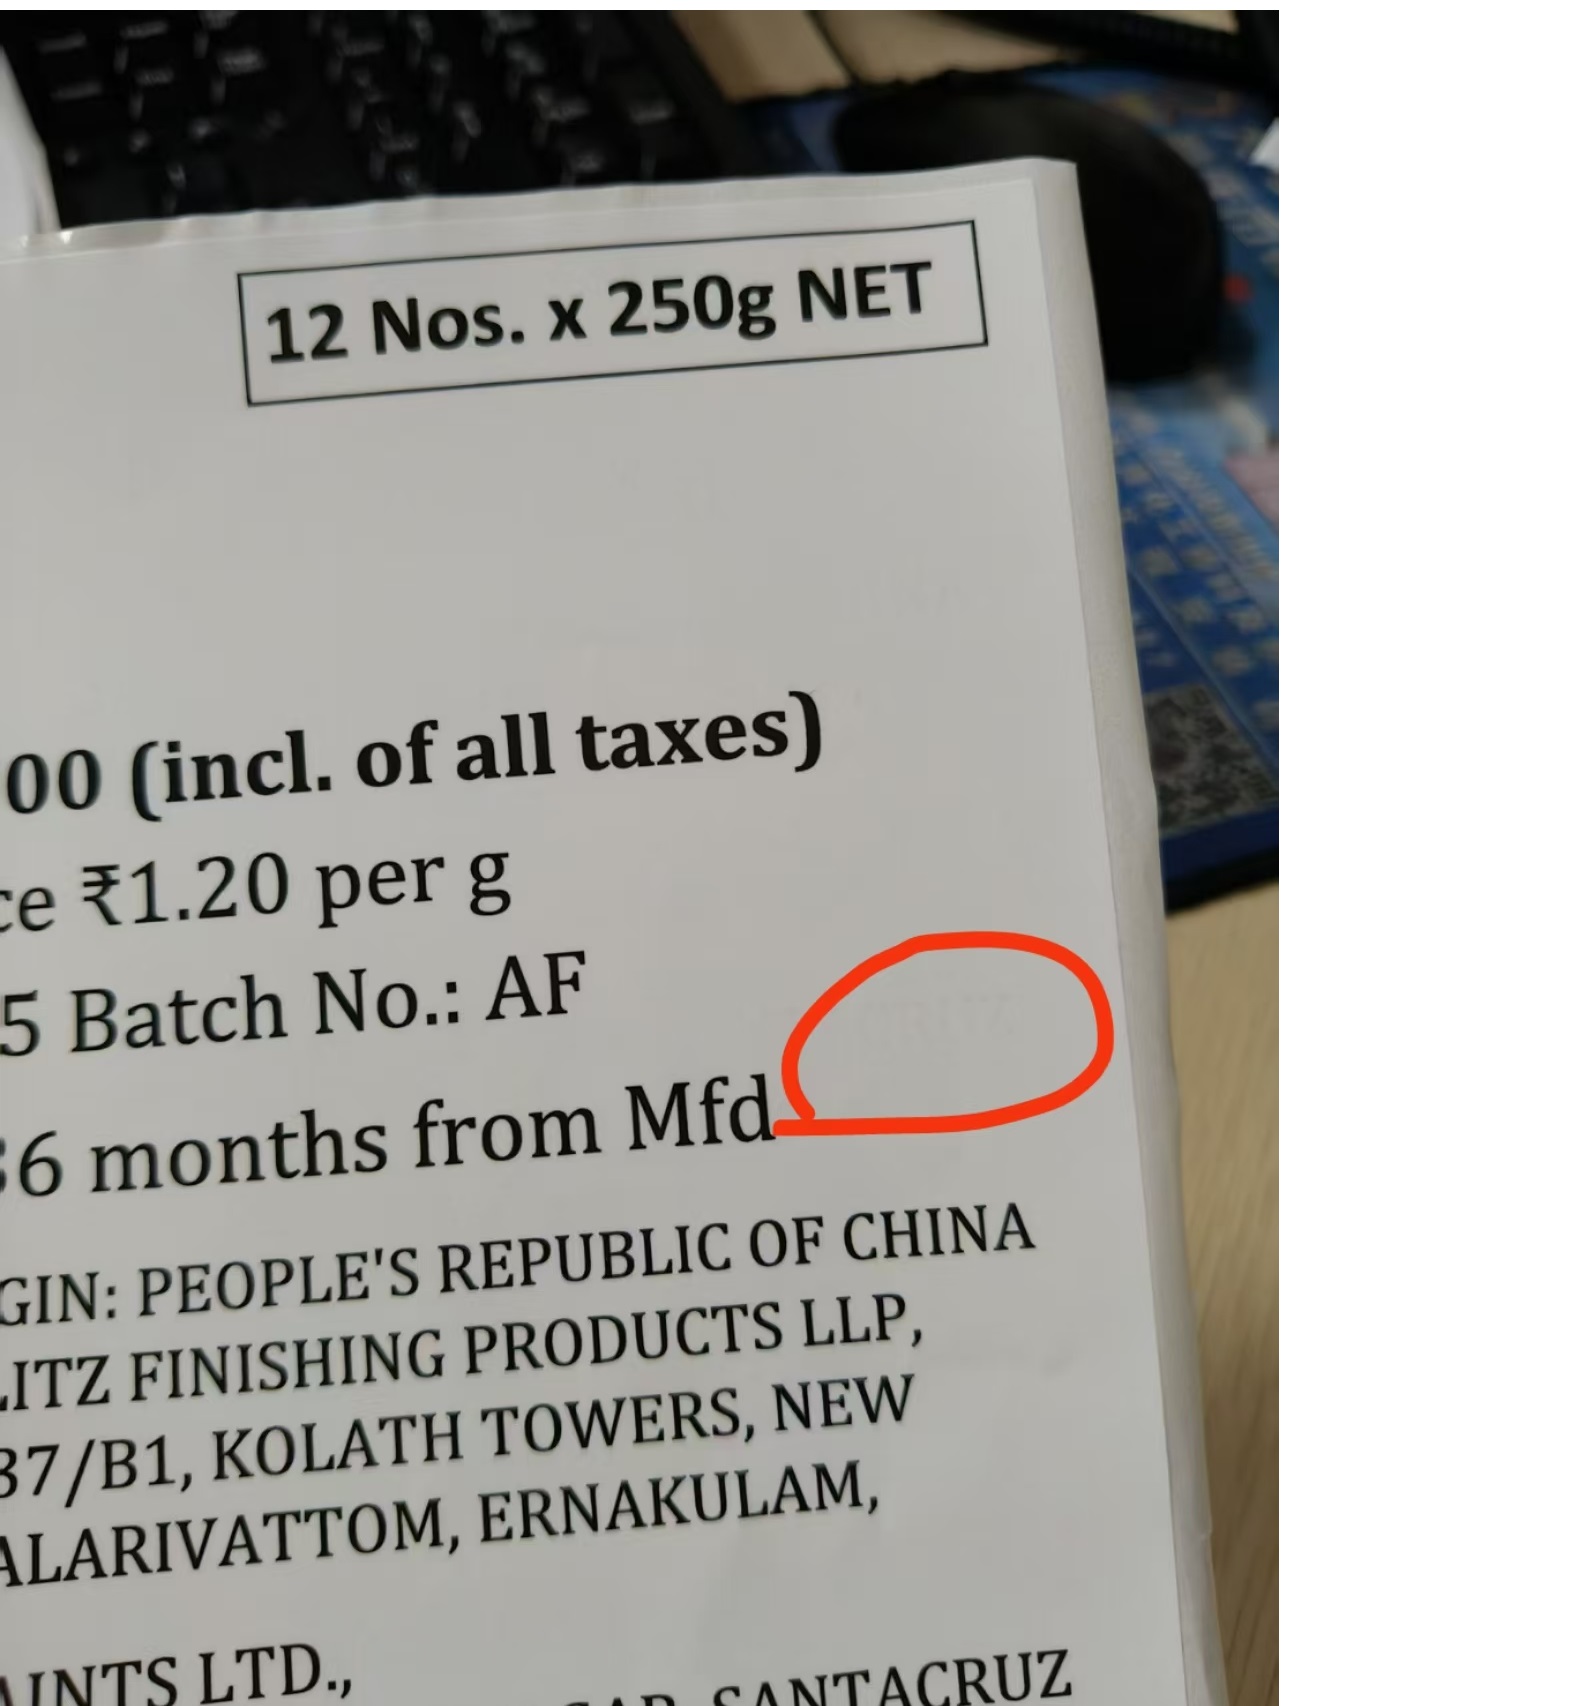 12 Nos. x 250g NET
00 (incl. of all taxes)
ce ₹1.20 per g
5 Batch No.: AF
36 months from Mfd
GIN: PEOPLE'S REPUBLIC OF CHINA
LITZ FINISHING PRODUCTS LLP,
37/B1, KOLATH TOWERS, NEW
ALARIVATTOM, ERNAKULAM,
AINTS LTD.,
SANTACRUZ